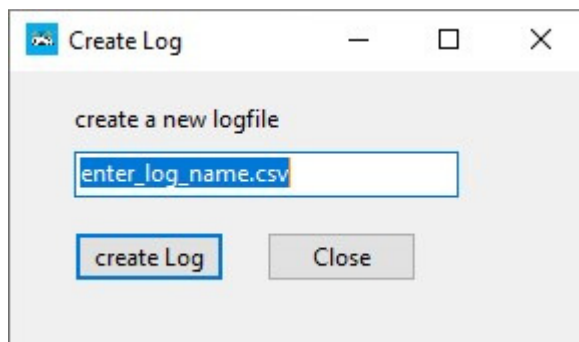 Create Log
create a new logfile
enter_log_name.csv
create Log Close